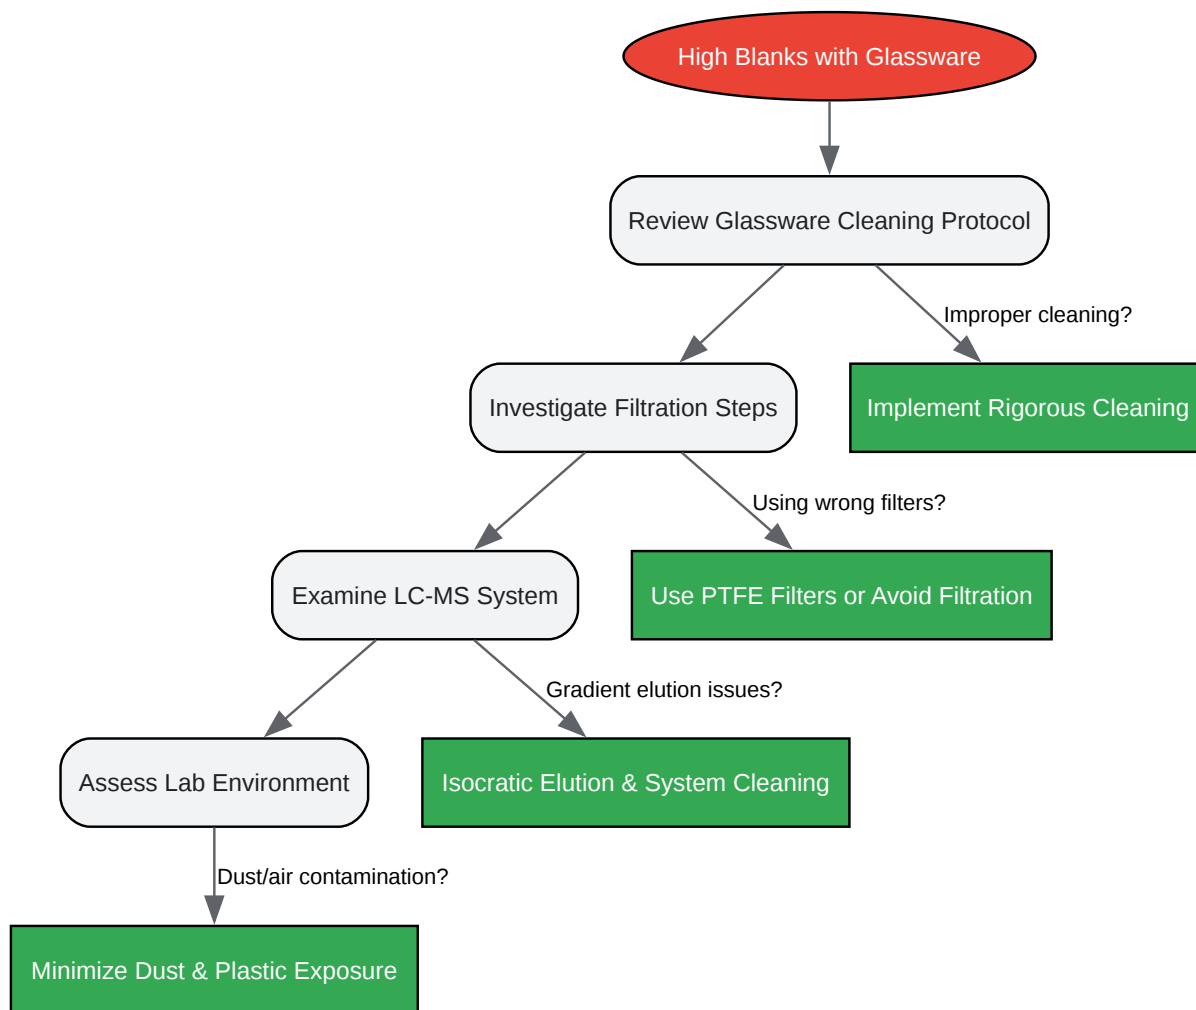 High Blanks with Glassware
Review Glassware Cleaning Protocol
Improper cleaning?
Investigate Filtration Steps
Implement Rigorous Cleaning
Using wrong filters?
Examine LC-MS System
Use PTFE Filters or Avoid Filtration
Gradient elution issues?
Assess Lab Environment
Isocratic Elution & System Cleaning
Dust/air contamination?
Minimize Dust & Plastic Exposure